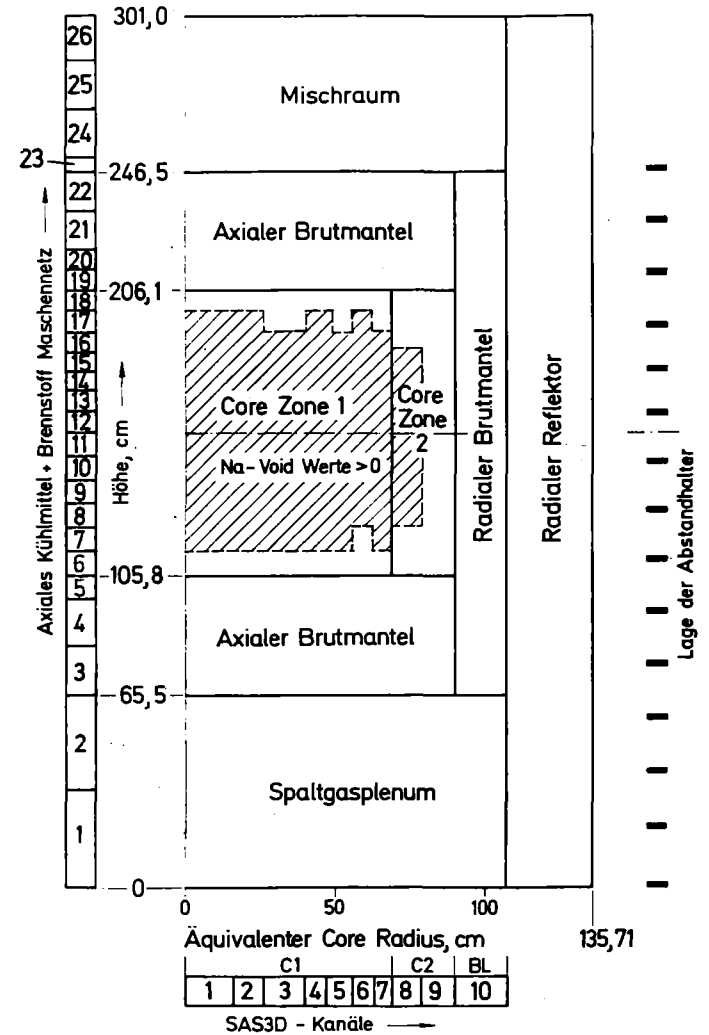 301,0
26
25
Mischraum
24
23
246,5
22
21
Axialer Brutmantel
20
19
206,1
18
17
16
15
14
13
12
11
10
9
8
7
6
Core Zone 1
Core
Zone
2
Na-Void Werte > 0
105,8
5
4
Axialer Brutmantel
3
65,5
2
Spaltgasplenum
1
0
Axiales Kühlmittel + Brennstoff Maschennetz
Höhe, cm
Radialer Brutmantel
Radialer Reflektor
Lage der Abstandhalter
0 50 100
Äquivalenter Core Radius, cm 135,71
C1 C2 BL
1 2 3 4 5 6 7 8 9 10
SAS3D - Kanäle